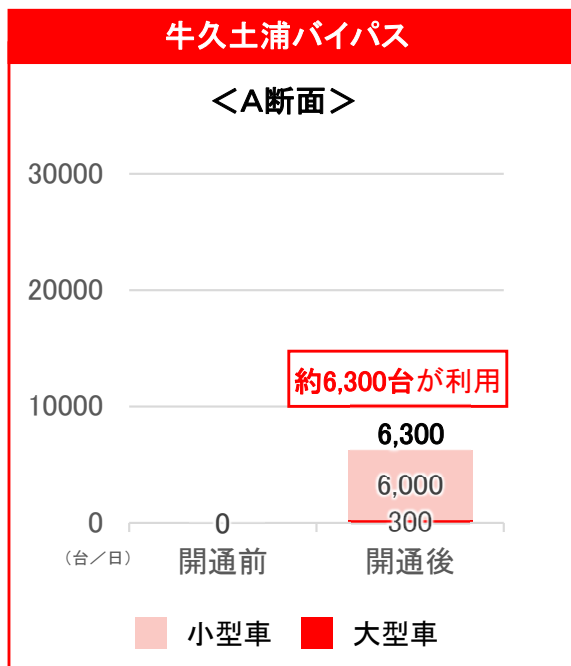 牛久土浦バイパス
＜A断面＞
30000
20000
約6,300台が利用
10000
6,300
6,000
0
0
300
（台／日）
開通前
開通後
小型車
大型車